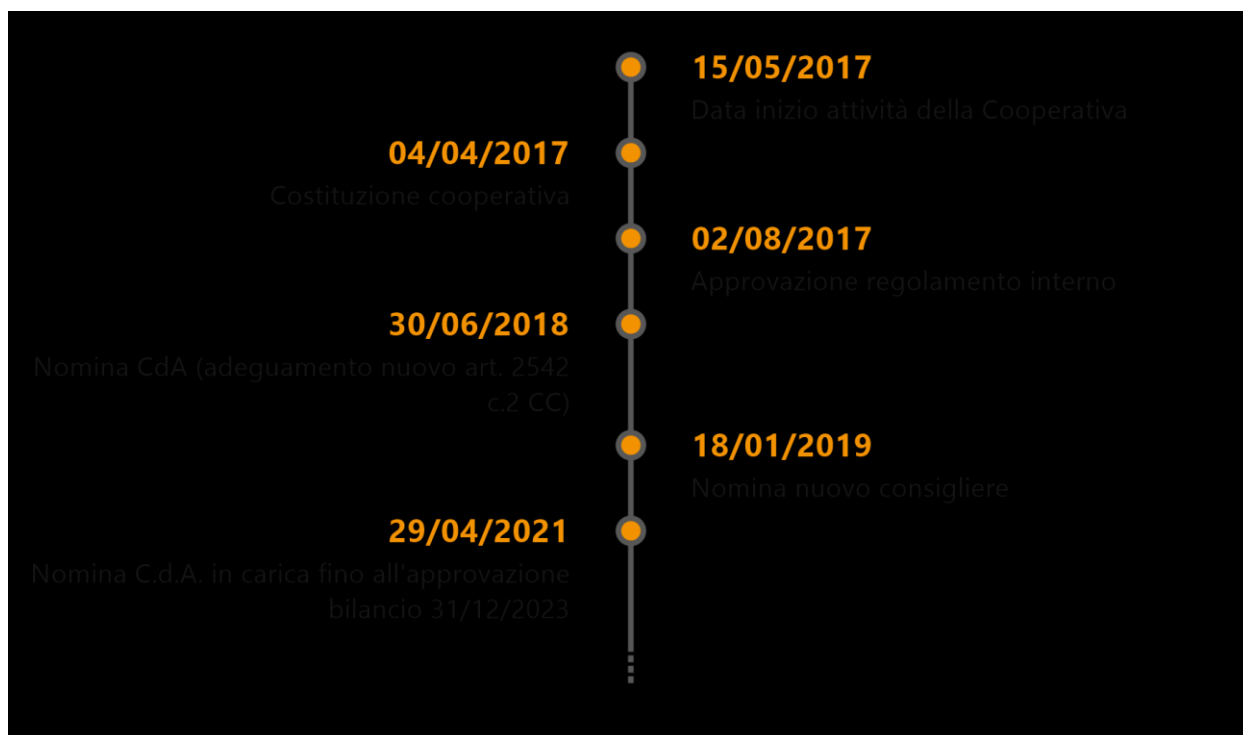 15/05/2017
Data inizio attività della Cooperativa
04/04/2017
Costituzione cooperativa
02/08/2017
Approvazione regolamento interno
30/06/2018
Nomina CdA (adeguamento nuovo art. 2542
c.2 CC)
18/01/2019
Nomina nuovo consigliere
29/04/2021
Nomina C.d.A. in carica fino all'approvazione
bilancio 31/12/2023